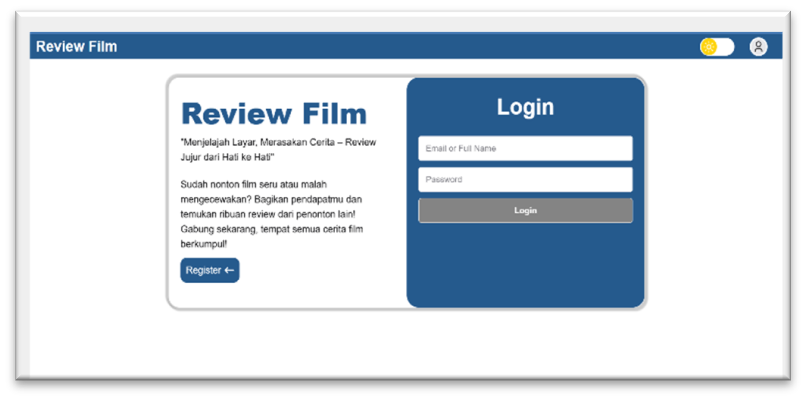 Review Film
Review Film
"Menjelajah Layar, Merasakan Cerita – Review
Jujur dari Hati ke Hati"
Sudah nonton film seru atau malah
mengecewakan? Bagikan pendapatmu dan
temukan ribuan review dari penonton lain!
Gabung sekarang, tempat semua cerita film
berkumpul!
Register ←
Login
Email or Full Name
Password
Login